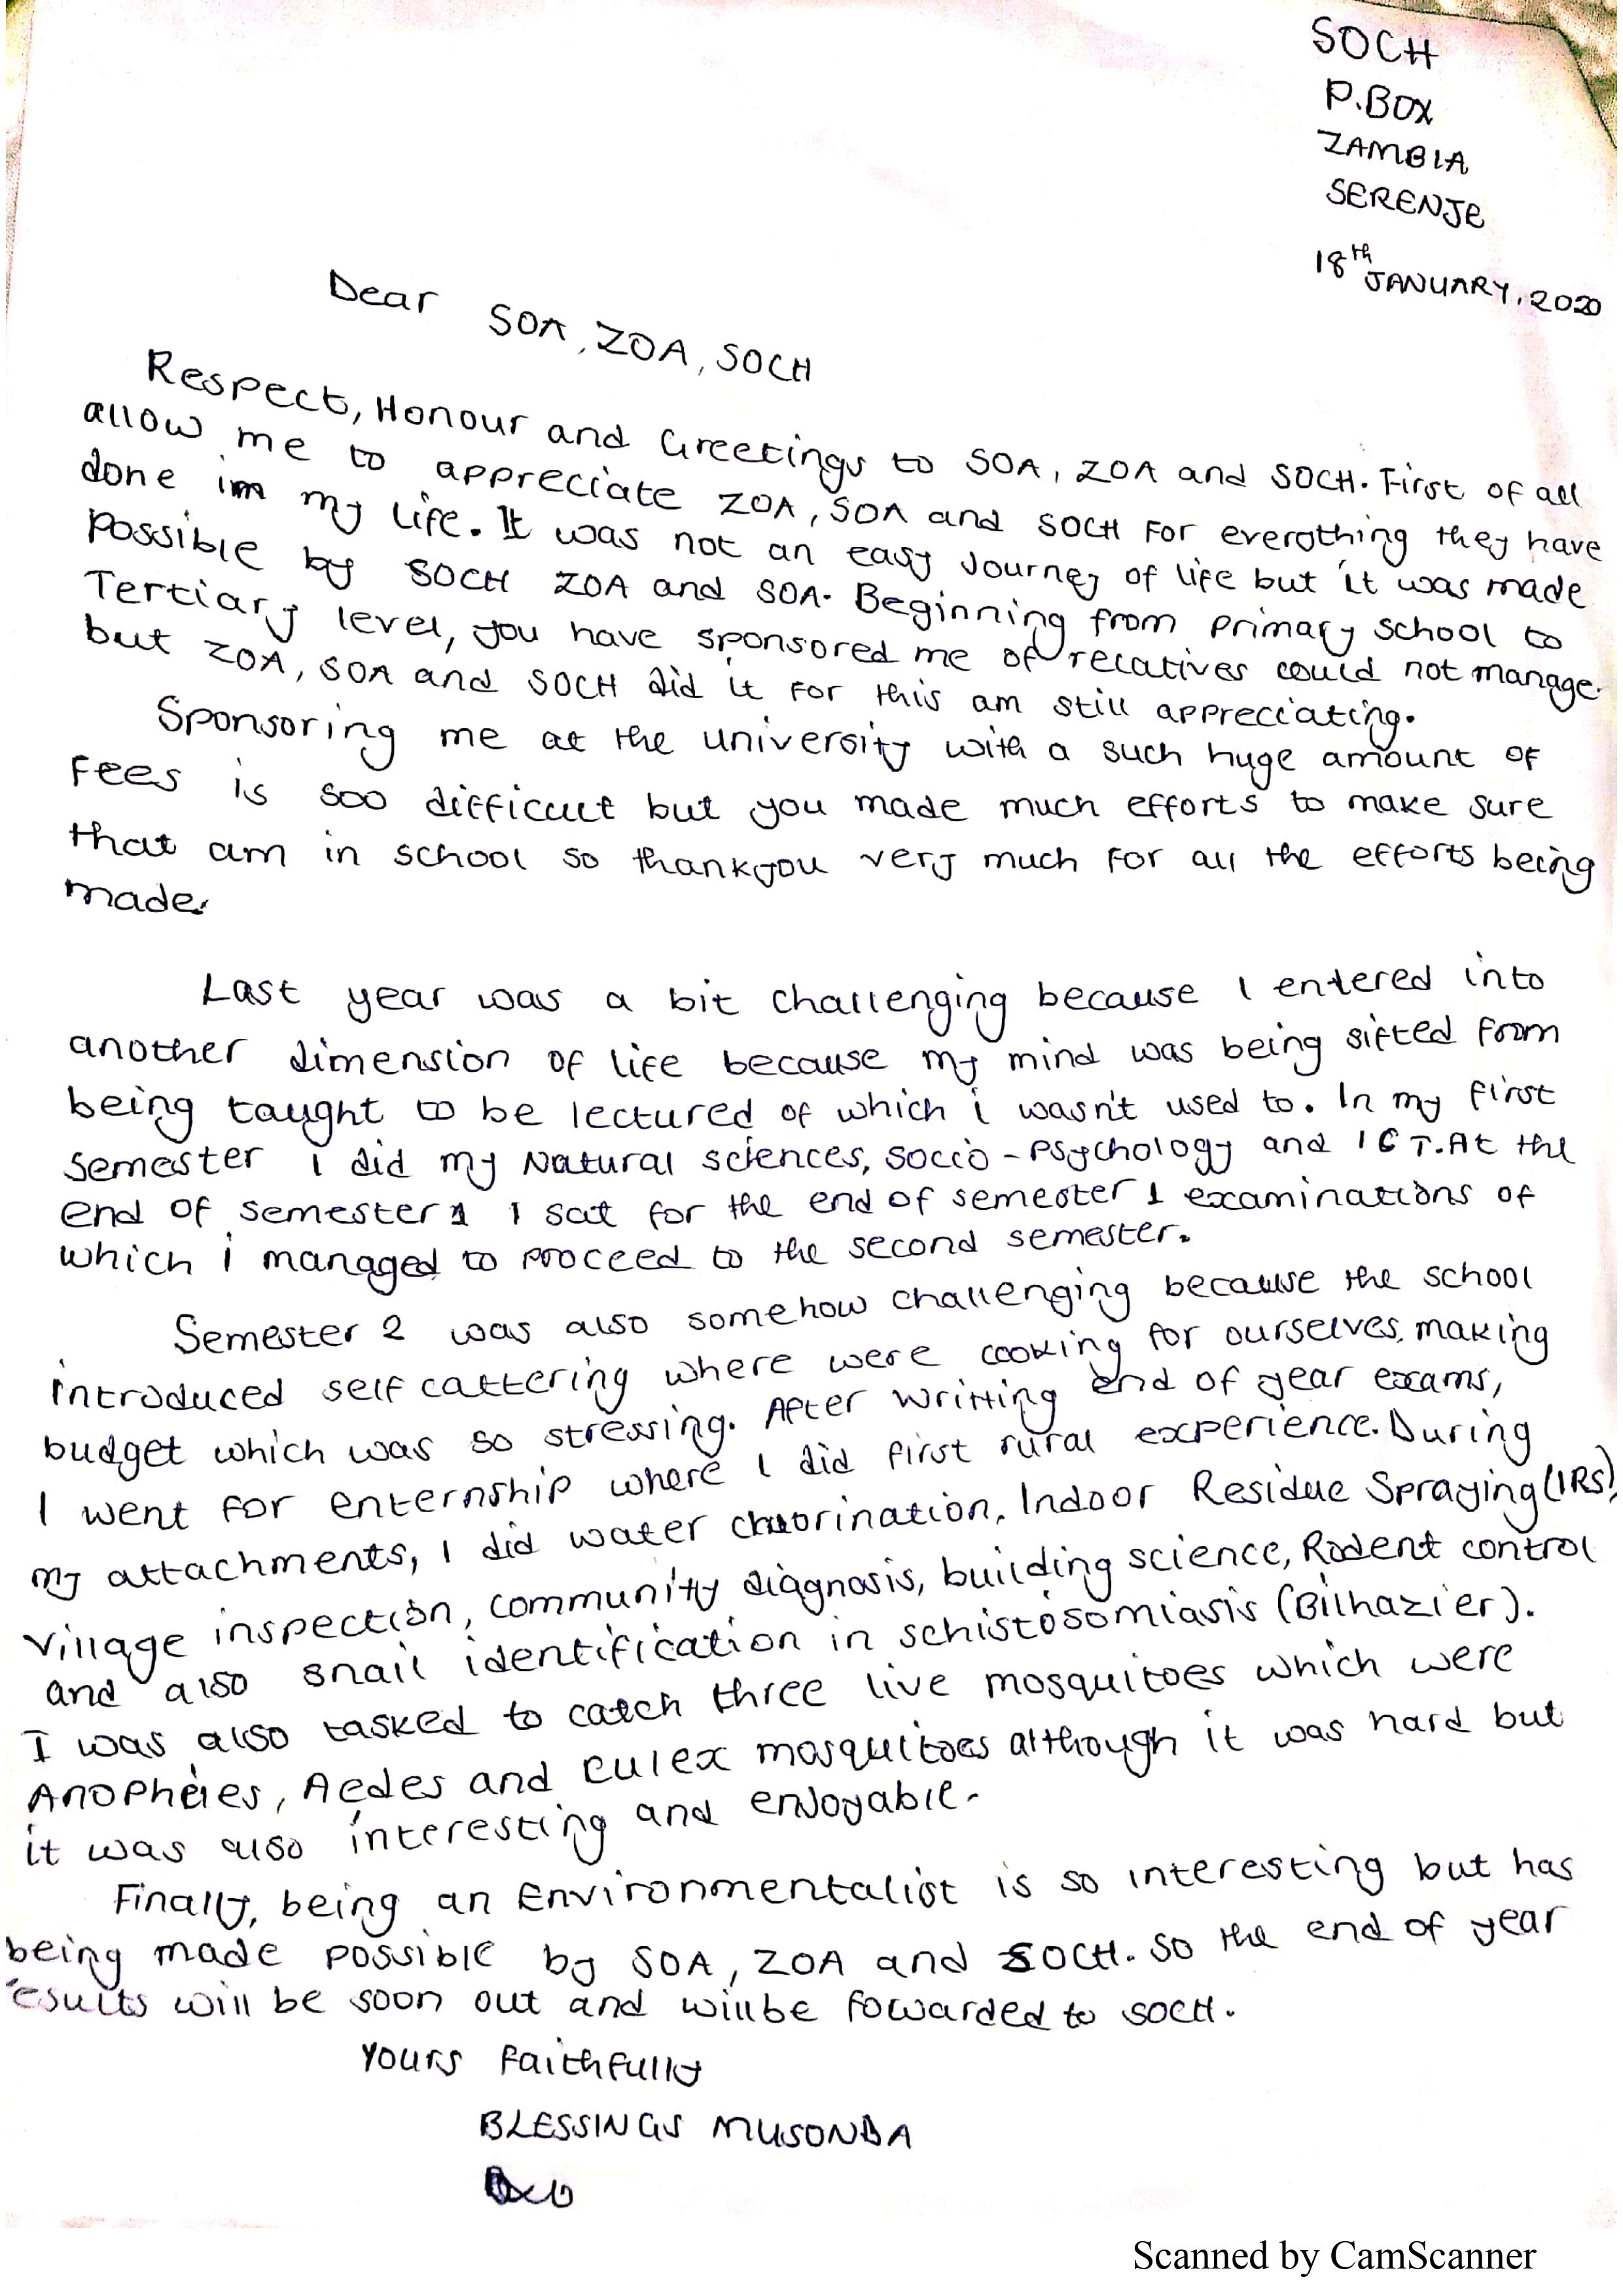 SOCH
P.BOX
ZAMBIA
SERENJE
18th JANUARY, 2020
Dear SOA, ZOA, SOCH
Respect, Honour and Greetings to SOA, ZOA and SOCH. First of all
allow me to appreciate ZOA, SOA and SOCH For everothing they have
done im my life. It was not an easy Journey of life but it was made
possible by SOCH ZOA and SOA. Beginning from primary school to
Tertiary level, you have sponsored me of relatives could not manage.
but ZOA, SOA and SOCH did it For this am still appreciating.
Sponsoring me at the university with a such huge amount of
Fees is soo difficult but you made much efforts to make sure
that am in school so thankyou very much For all the efforts being
made.
Last year was a bit challenging because I entered into
another dimension of life because my mind was being sifted from
being taught to be lectured of which i wasn't used to. In my first
semester i did my Natural sciences, socio-psychology and ICT. At the
end of semester 1 I sat for the end of semester 1 examinations of
which i managed to proceed to the second semester.
Semester 2 was also somehow challenging because the school
introduced self cattering where were cooking for ourselves, making
budget which was so stressing. After writting end of year exams,
I went for enternship where I did first rural experience. During
my attachments, I did water chlorination, Indoor Residue Spraying (IRS),
Village inspection, community diagnosis, building science, Rodent control
and also snail identification in schistosomiasis (Bilhazier).
I was also tasked to catch three live mosquitoes which were
Anopheles, Aedes and culex mosquitoes although it was hard but
it was also interesting and enjoyable.
Finally, being an Environmentalist is so interesting but has
being made possible by SOA, ZOA and SOCH. So the end of year
esults will be soon out and will be fowarded to SOCH.
Yours faithfully
BLESSINGS MUSONDA
Scanned by CamScanner